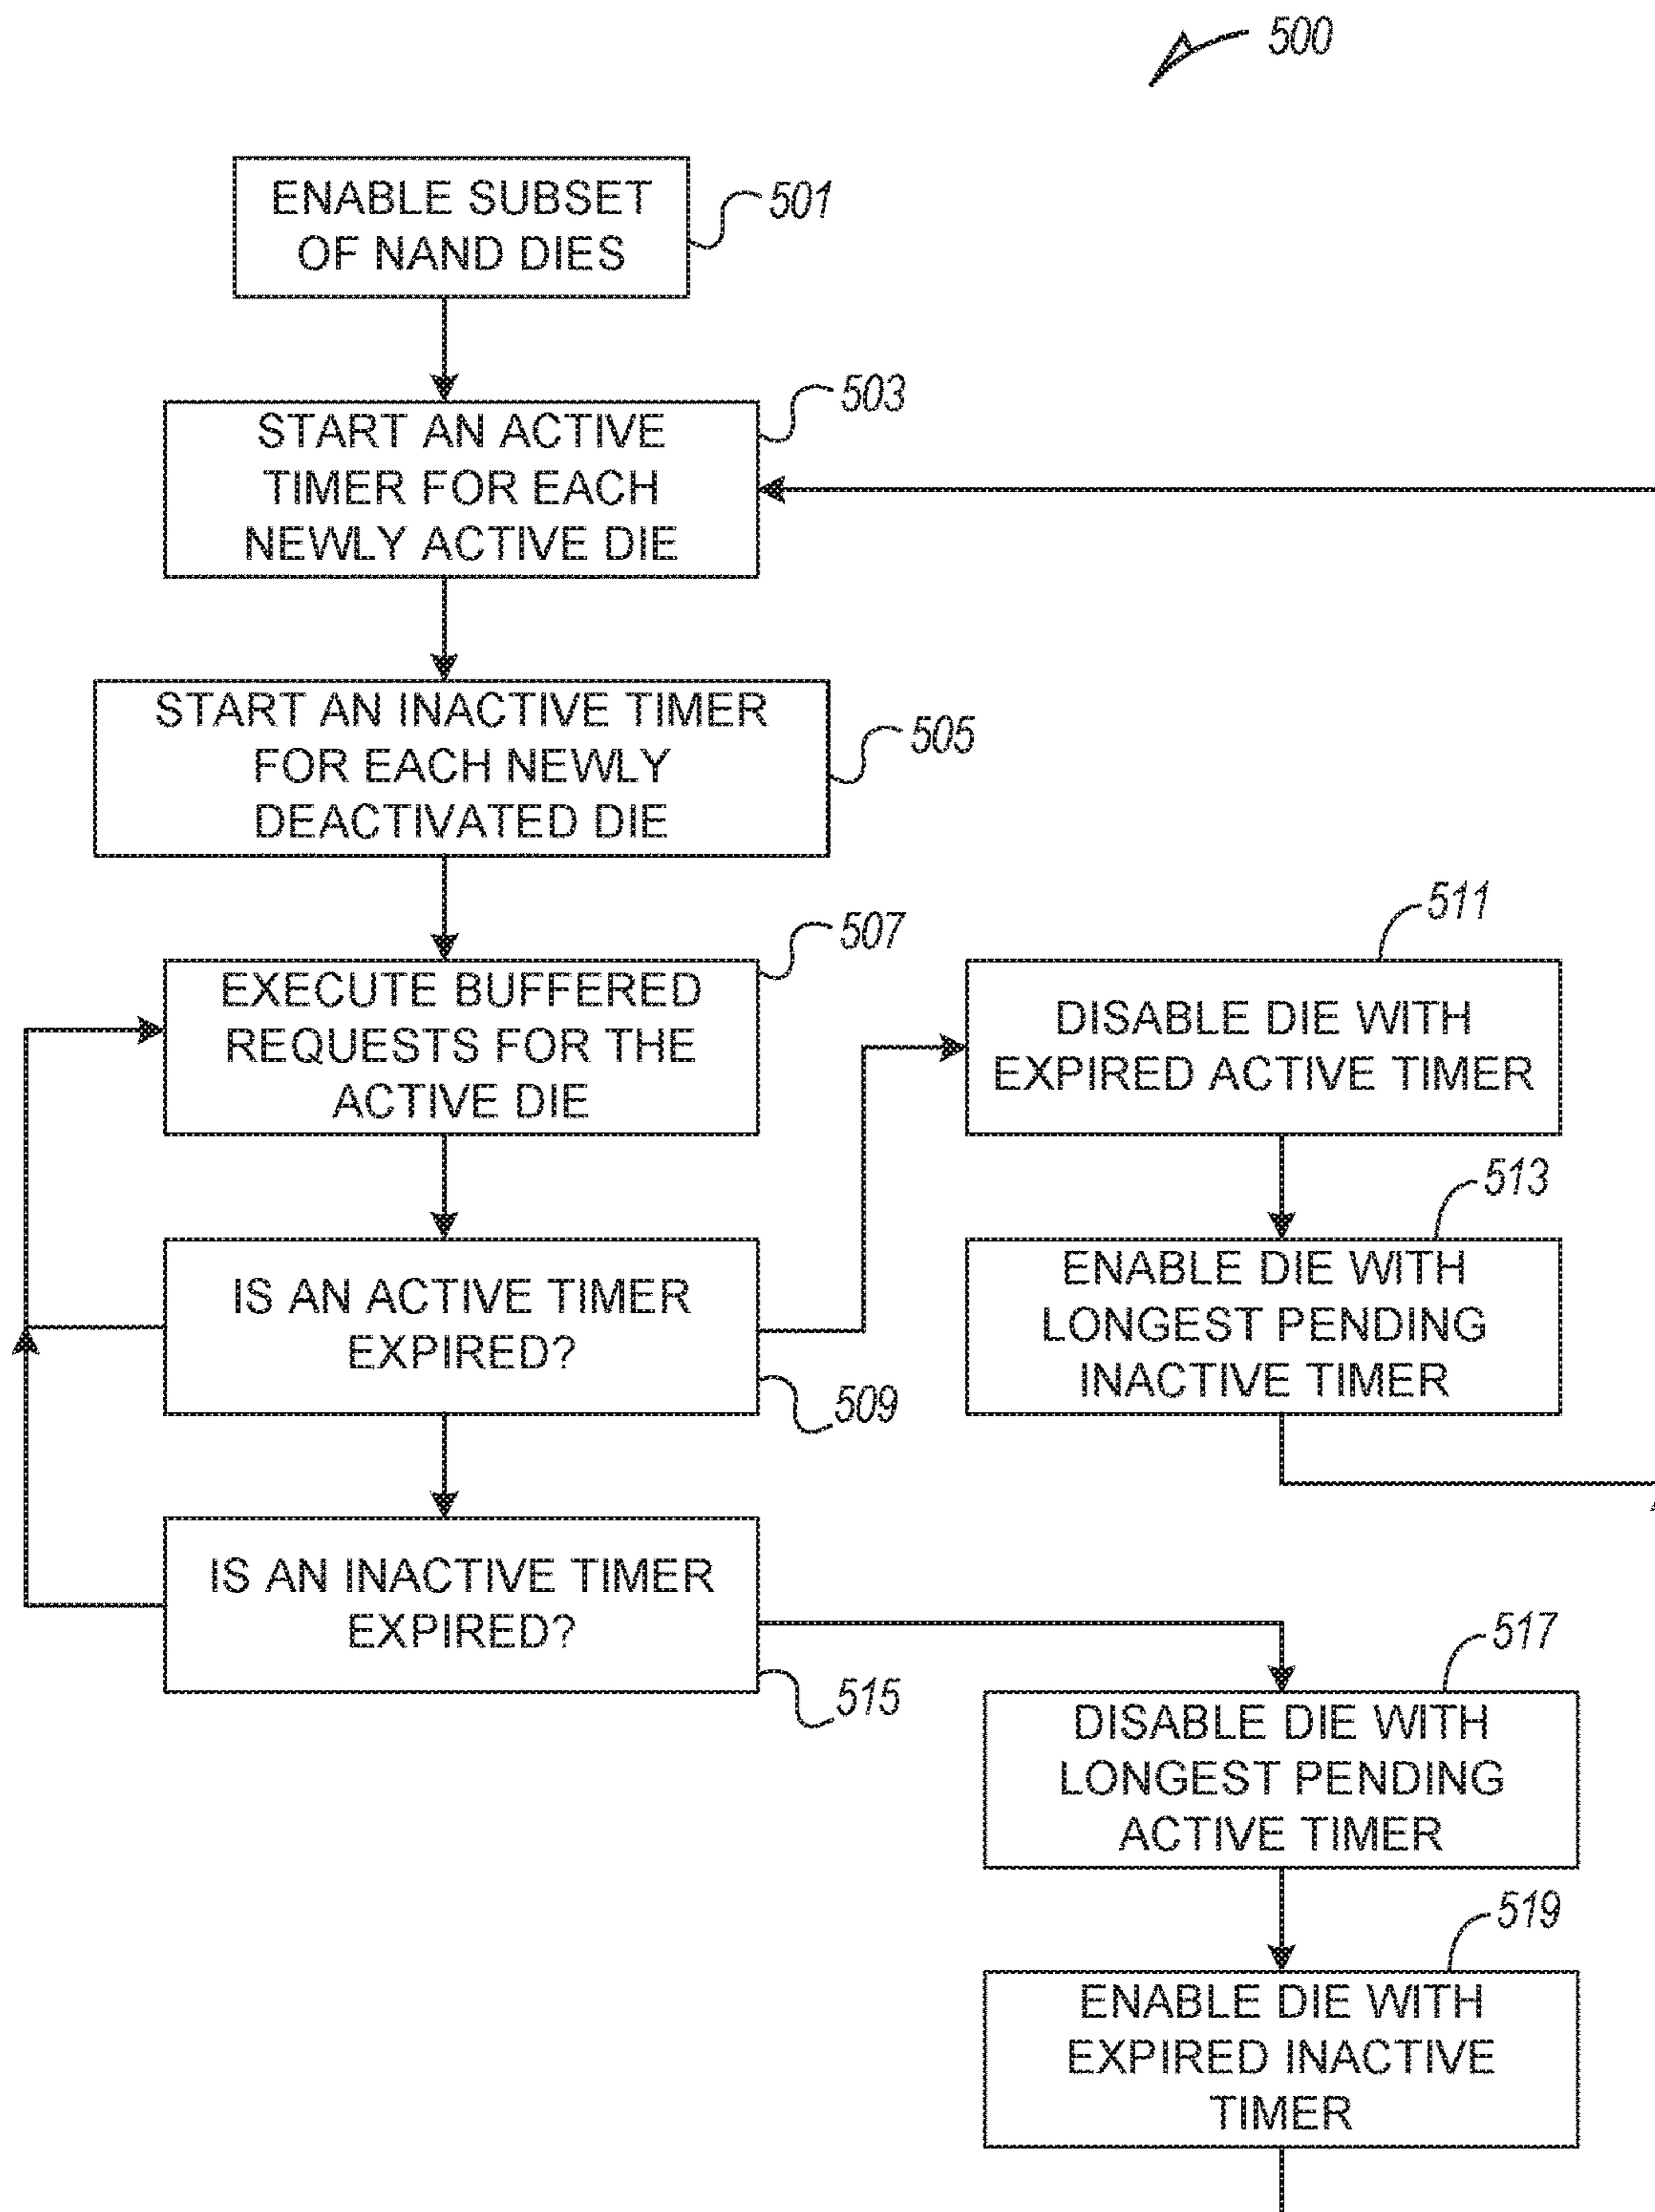 500
ENABLE SUBSET
OF NAND DIES
501
START AN ACTIVE
TIMER FOR EACH
NEWLY ACTIVE DIE
503
START AN INACTIVE TIMER
FOR EACH NEWLY
DEACTIVATED DIE
505
EXECUTE BUFFERED
REQUESTS FOR THE
ACTIVE DIE
507
IS AN ACTIVE TIMER
EXPIRED?
509
511
DISABLE DIE WITH
EXPIRED ACTIVE TIMER
513
ENABLE DIE WITH
LONGEST PENDING
INACTIVE TIMER
IS AN INACTIVE TIMER
EXPIRED?
515
517
DISABLE DIE WITH
LONGEST PENDING
ACTIVE TIMER
519
ENABLE DIE WITH
EXPIRED INACTIVE
TIMER